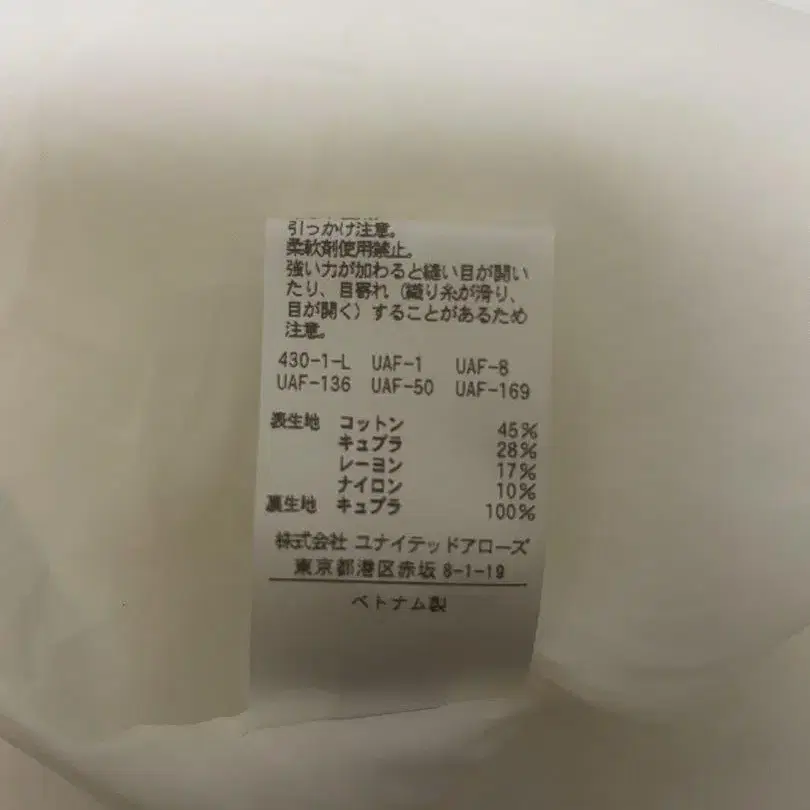 引っかけ注意。
柔軟剤使用禁止。
強い力が加わると縫い目が開い
たり、目寄れ（織り糸が滑り、
目が開く）することがあるため
注意。
430-1-L UAF-1 UAF-8
UAF-136 UAF-50 UAF-169
表生地 コットン 45%
キュプラ 28%
レーヨン 17%
ナイロン 10%
裏生地 キュプラ 100%
株式会社 ユナイテッドアローズ
東京都港区赤坂 8-1-19
ベトナム製